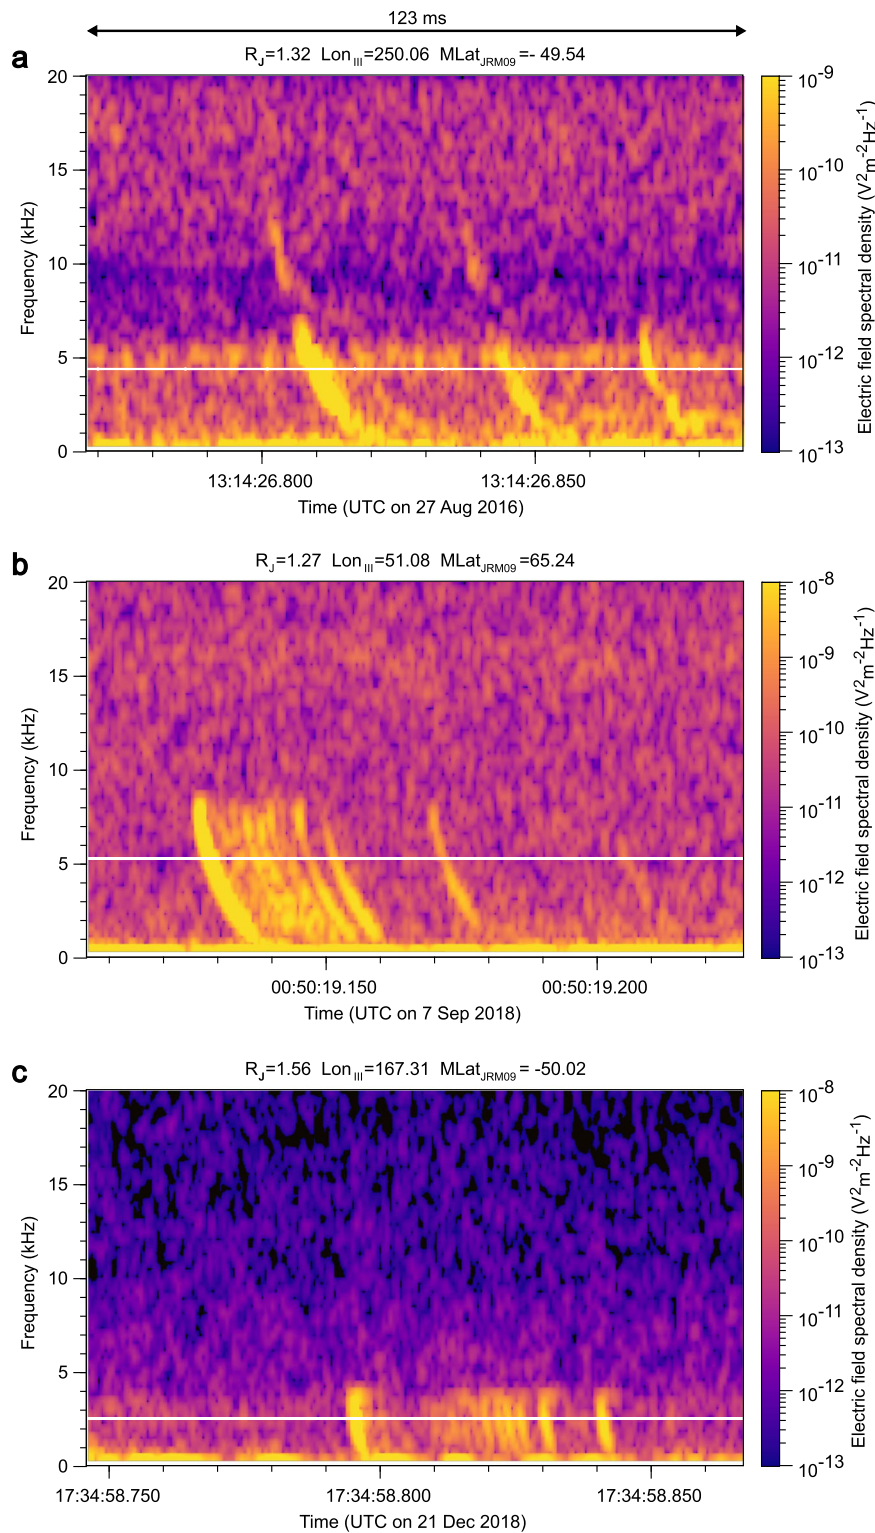 123 ms
a
R_J=1.32 Lon_III=250.06 MLat_JRM09=- 49.54
20
15
10
5
0
Frequency (kHz)
13:14:26.800 13:14:26.850
Time (UTC on 27 Aug 2016)
10^-9
10^-10
10^-11
10^-12
10^-13
Electric field spectral density (V^2m^-2Hz^-1)
b
R_J=1.27 Lon_III=51.08 MLat_JRM09=65.24
20
15
10
5
0
Frequency (kHz)
00:50:19.150 00:50:19.200
Time (UTC on 7 Sep 2018)
10^-8
10^-9
10^-10
10^-11
10^-12
10^-13
Electric field spectral density (V^2m^-2Hz^-1)
c
R_J=1.56 Lon_III=167.31 MLat_JRM09= -50.02
20
15
10
5
0
Frequency (kHz)
17:34:58.750 17:34:58.800 17:34:58.850
Time (UTC on 21 Dec 2018)
10^-8
10^-9
10^-10
10^-11
10^-12
10^-13
Electric field spectral density (V^2m^-2Hz^-1)